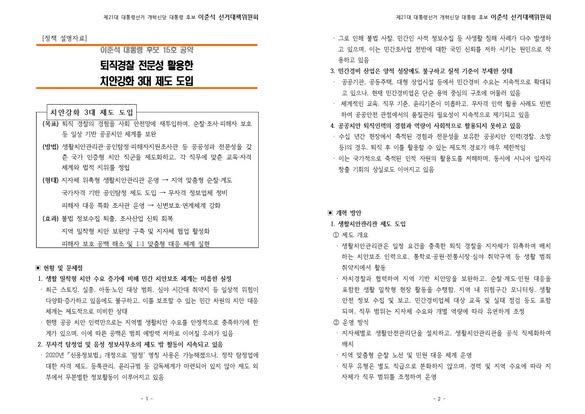 제21대 대통령선거 개혁신당 대통령 후보 이준석 선거대책위원회
[정책 설명자료]
이준석 대통령 후보 15호 공약
퇴직경찰 전문성 활용한
치안강화 3대 제도 도입
치안강화 3대 제도 도입
(목표) 퇴직 경찰의 경험을 사회 안전망에 재투입하여, 순찰·조사·피해자 보호
등 일상 기반 공공치안 체계를 보완
(방법) 생활치안관리관·공인탐정·피해자지원조사관 등 공공성과 전문성을 갖
춘 국가 인증형 치안 직군을 제도화하고, 각 직무에 맞춘 교육·자격
체계와 법적 지위를 정립
(형태) 지자체 위촉형 생활치안관리관 운영 → 지역 맞춤형 순찰·계도
국가자격 기반 공인탐정 제도 도입 → 무자격 정보업체 정비
피해자 대응 특화 조사관 운영 → 신변보호·연계체계 강화
(효과) 불법 정보수집 퇴출, 조사산업 신뢰 회복
지역 밀착형 치안 보완망 구축 및 지자체 협업 활성화
피해자 보호 공백 해소 및 1:1 맞춤형 대응 체계 실현
▣ 현황 및 문제점
1. 생활 밀착형 치안 수요 증가에 비해 민간 치안보조 체계는 미흡한 실정
- 최근 스토킹, 실종, 아동·노인 대상 범죄, 심야 시간대 취약지 등 일상적 위협이
다양화·증가하고 있음에도 불구하고, 이를 보조할 수 있는 민간 차원의 치안 대응
체계는 제도적으로 미비한 상태
- 현행 공공 치안 인력만으로는 지역별 생활치안 수요를 안정적으로 충족하기에 한
계가 있으며, 이에 따른 공백은 범죄 예방력 저하로 이어질 우려가 있음
2. 무자격 탐정업 및 음성 정보사무소의 제도 밖 활동이 지속되고 있음
- 2020년 「신용정보법」 개정으로 '탐정' 명칭 사용은 가능해졌으나, 정작 탐정업에
대한 자격 제도, 등록관리, 윤리규범 등 감독체계가 마련되어 있지 않아 제도 외
부에서 무분별한 정보활동이 이루어지고 있음
- 1 -
제21대 대통령선거 개혁신당 대통령 후보 이준석 선거대책위원회
- 그로 인해 불법 사찰, 민간인 사적 정보수집 등 사생활 침해 사례가 다수 발생하
고 있으며, 이는 민간조사업 전반에 대한 국민 신뢰를 저하 시키는 원인으로 작
용하고 있음
3. 민간경비 산업은 양적 성장에도 불구하고 질적 기준이 부재한 상태
- 공공기관, 공동주택, 대형 상업시설 등에서 민간경비 수요는 지속적으로 확대되
고 있으나, 현재 민간경비업은 단순 용역 중심의 구조에 머물러 있음
- 체계적인 교육, 직무 기준, 윤리기준이 미흡하고, 무자격 인력 활용 사례도 빈번
하여 공공안전 관점에서의 품질관리 필요성이 지속적으로 제기되고 있음
4. 공공치안 퇴직인력의 경험과 역량이 사회적으로 활용되지 못하고 있음
- 수십 년간 현장에서 축적된 경험과 전문성을 보유한 공공치안 인력(경찰, 소방
등)의 경우, 퇴직 후 이를 활용할 수 있는 제도적 경로가 매우 제한적임
- 이는 국가적으로 축적된 인적 자원의 활용도를 저해하며, 동시에 시니어 일자리
창출 기회의 상실로도 이어지고 있음
▣ 개혁 방안
1. 생활치안관리관 제도 도입
① 제도 개요
- 생활치안관리관은 일정 요건을 충족한 퇴직 경찰을 지자체가 위촉하여 배치
하는 치안보조 인력으로, 통학로·공원·전통시장·심야 취약구역 등 생활 범죄
취약지에서 활동
- 자치경찰과 협력하여 지역 기반 치안망을 보완하고, 순찰·계도·민원 대응을
포함한 생활 밀착형 현장 활동을 수행함. 지역 내 위험구간 모니터링, 생활
안전 정보 수집 및 보고, 민간경비업체 대상 교육 및 실태 점검 등도 포함
되며, 직무 범위는 지자체 수요와 개별 역량에 따라 유연하게 조정
② 운영 방식
- 지자체별로 생활안전관리단을 설치하고, 생활치안관리관을 공식 직제화하여
배치
- 지역 맞춤형 순찰 노선 및 민원 대응 체계 운영
- 직무 유형은 별도 직급으로 분화하지 않으며, 경력 및 지역 수요에 따라 지
자체가 직무 범위를 조정하여 운영
- 2 -